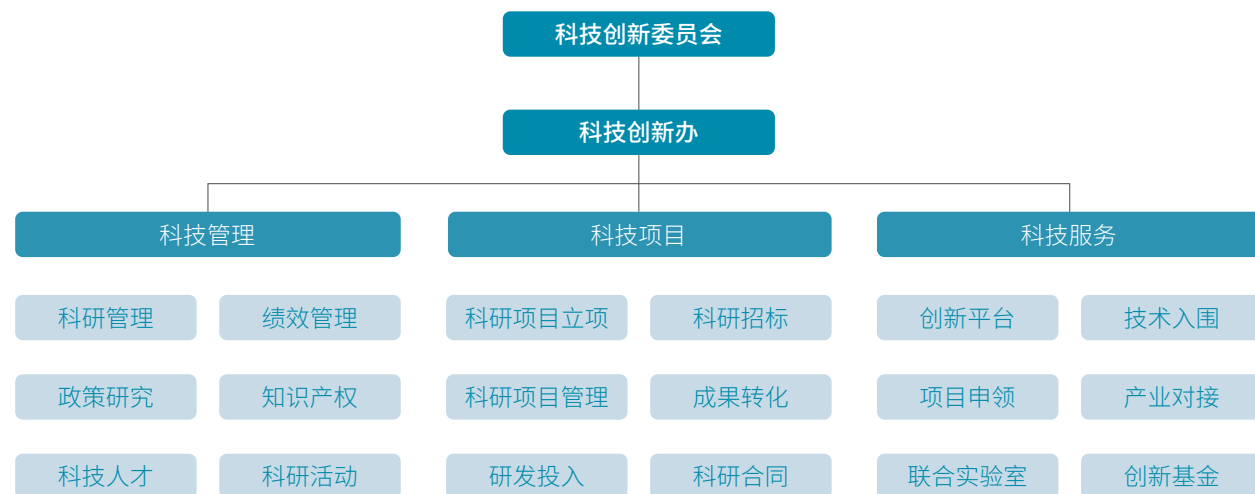 科技创新委员会
科技创新办
科技管理
科技项目
科技服务
科研管理
绩效管理
科研项目立项
科研招标
创新平台
技术入围
政策研究
知识产权
科研项目管理
成果转化
项目申领
产业对接
科技人才
科研活动
研发投入
科研合同
联合实验室
创新基金